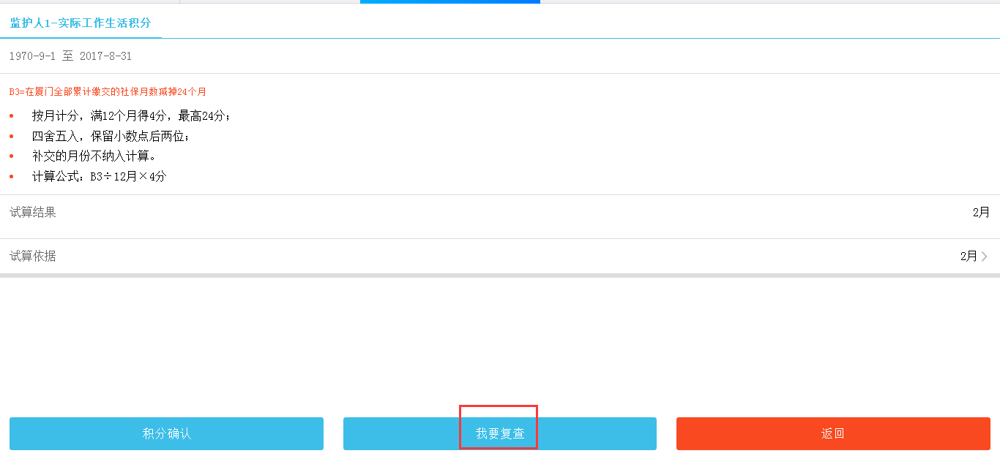 监护人1-实际工作生活积分
1970-9-1 至 2017-8-31
B3=在厦门全部累计缴交的社保月数减掉24个月
按月计分，满12个月得4分，最高24分；
四舍五入，保留小数点后两位；
补交的月份不纳入计算。
计算公式：B3÷12月×4分
试算结果 2月
试算依据 2月
积分确认 我要复查 返回